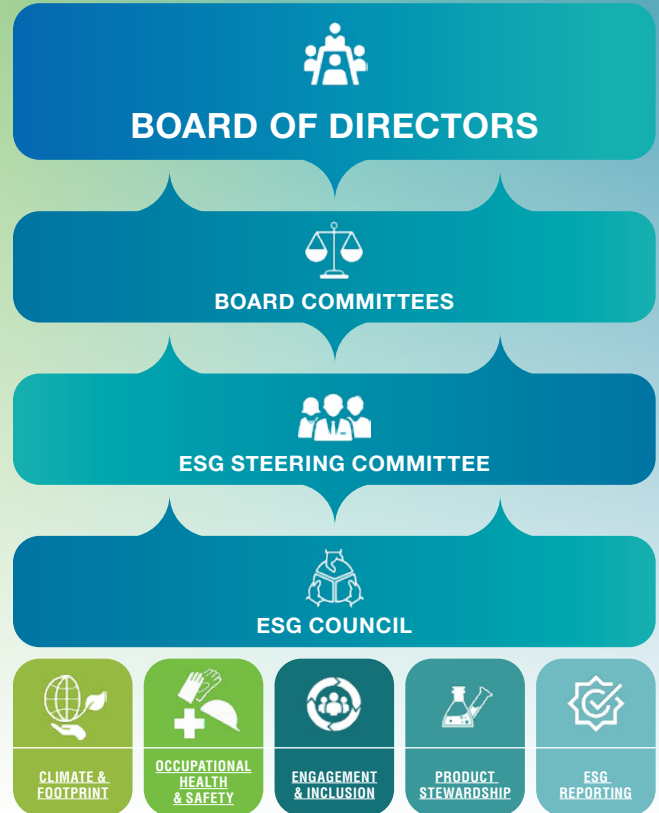 BOARD OF DIRECTORS
BOARD COMMITTEES
ESG STEERING COMMITTEE
ESG COUNCIL
CLIMATE &
FOOTPRINT
OCCUPATIONAL
HEALTH
& SAFETY
ENGAGEMENT
& INCLUSION
PRODUCT
STEWARDSHIP
ESG
REPORTING